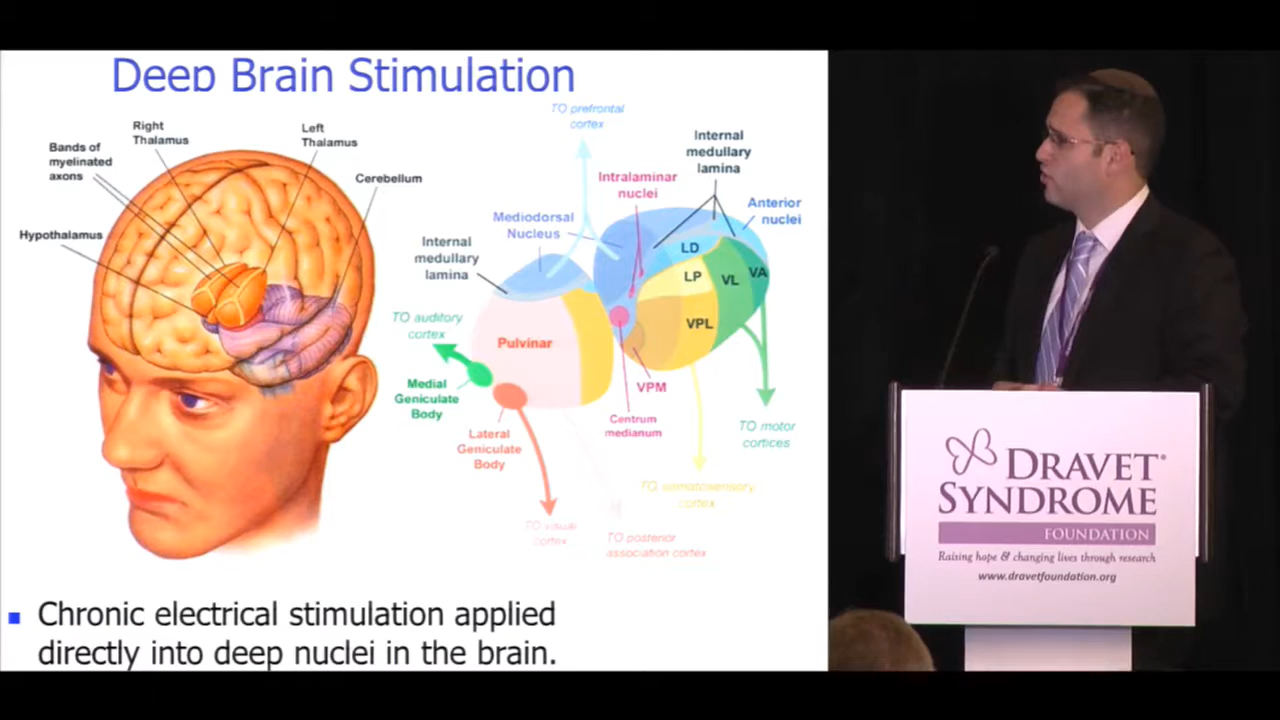 Deep Brain Stimulation
Right
Thalamus
Left
Thalamus
Bands of
myelinated
axons
Cerebellum
Hypothalamus
TO prefrontal
cortex
Internal
medullary
lamina
Intralaminar
nuclei
Anterior
nuclei
Mediodorsal
Nucleus
Internal
medullary
lamina
LD
LP
VL
VA
VPL
TO auditory
cortex
Pulvinar
VPM
Medial
Geniculate
Body
Centrum
medianum
Lateral
Geniculate
Body
TO motor
cortices
TO somatosensory
cortex
TO visual
cortex
TO posterior
association cortex
Chronic electrical stimulation applied
directly into deep nuclei in the brain.
DRAVET®
SYNDROME
FOUNDATION
Raising hope & changing lives through research
www.dravetfoundation.org